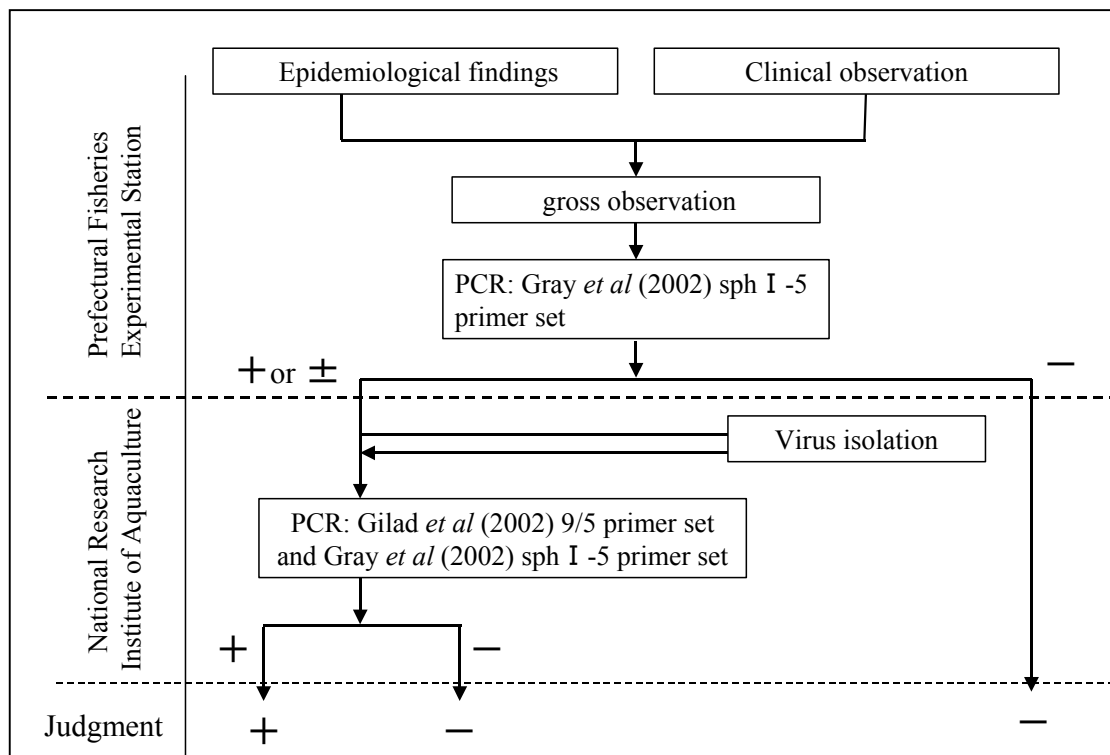 Epidemiological findings
Clinical observation
Prefectural Fisheries
Experimental Station
gross observation
PCR: Gray et al (2002) sph Ⅰ -5
primer set
+ or ±
−
National Research
Institute of Aquaculture
Virus isolation
PCR: Gilad et al (2002) 9/5 primer set
and Gray et al (2002) sph Ⅰ -5 primer set
+
−
Judgment
+
−
−